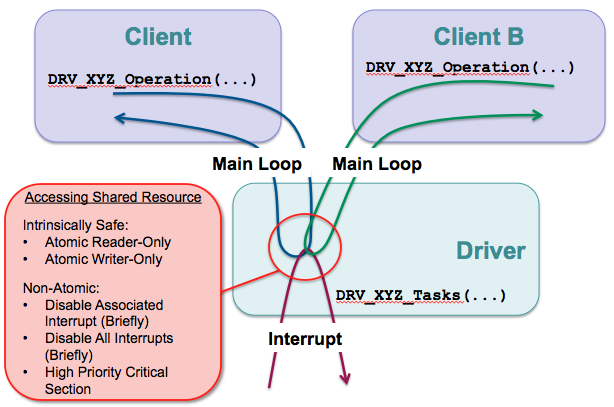 Client
Client B
DRV_XYZ_Operation(...)
DRV_XYZ_Operation(...)
Main Loop
Main Loop
Accessing Shared Resource
Intrinsically Safe:
• Atomic Reader-Only
• Atomic Writer-Only
Non-Atomic:
• Disable Associated
Interrupt (Briefly)
• Disable All Interrupts
(Briefly)
• High Priority Critical
Section
Driver
DRV_XYZ_Tasks(...)
Interrupt